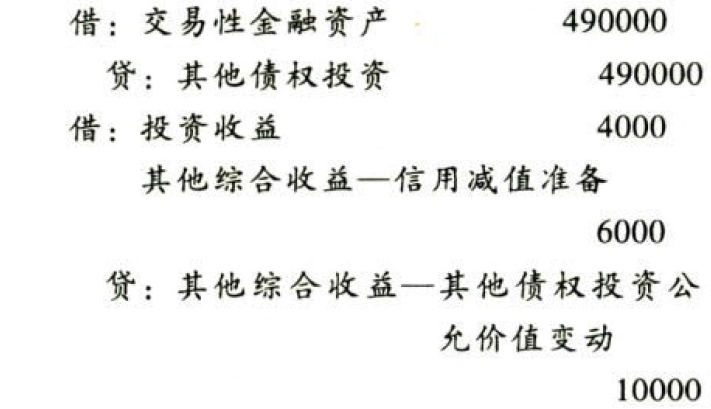 借：交易性金融资产 490000
贷：其他债权投资 490000
借：投资收益 4000
其他综合收益—信用减值准备
6000
贷：其他综合收益—其他债权投资公
允价值变动
10000